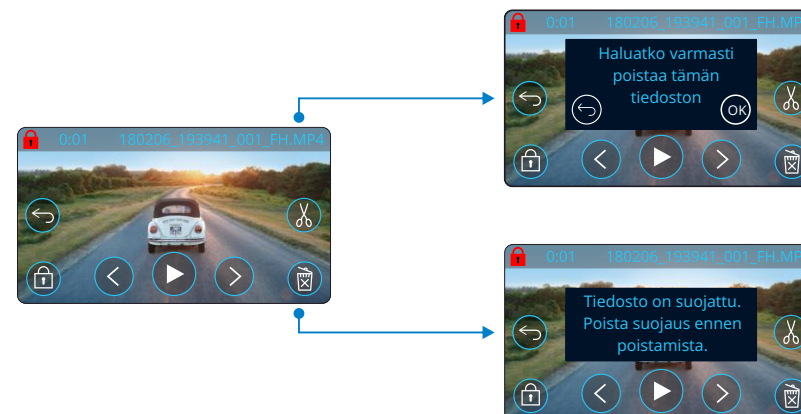 0:01 180206_193941_001_FH.MP
Haluatko varmasti
poistaa tämän
tiedoston
OK
0:01 180206_193941_001_FH.MP4
0:01 180206_193941_001_FH.MP
Tiedosto on suojattu.
Poista suojaus ennen
poistamista.